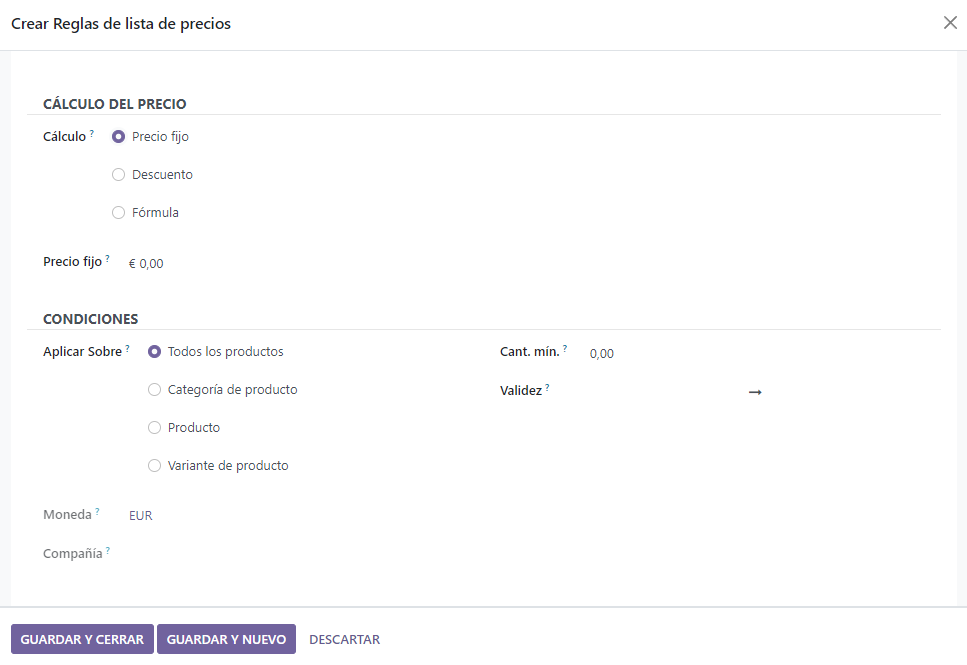 Crear Reglas de lista de precios
CÁLCULO DEL PRECIO
Cálculo ? Precio fijo
Descuento
Fórmula
Precio fijo ? € 0,00
CONDICIONES
Aplicar Sobre ? Todos los productos Cant. mín. ? 0,00
Categoría de producto Validez ? →
Producto
Variante de producto
Moneda ? EUR
Compañía ?
GUARDAR Y CERRAR GUARDAR Y NUEVO DESCARTAR